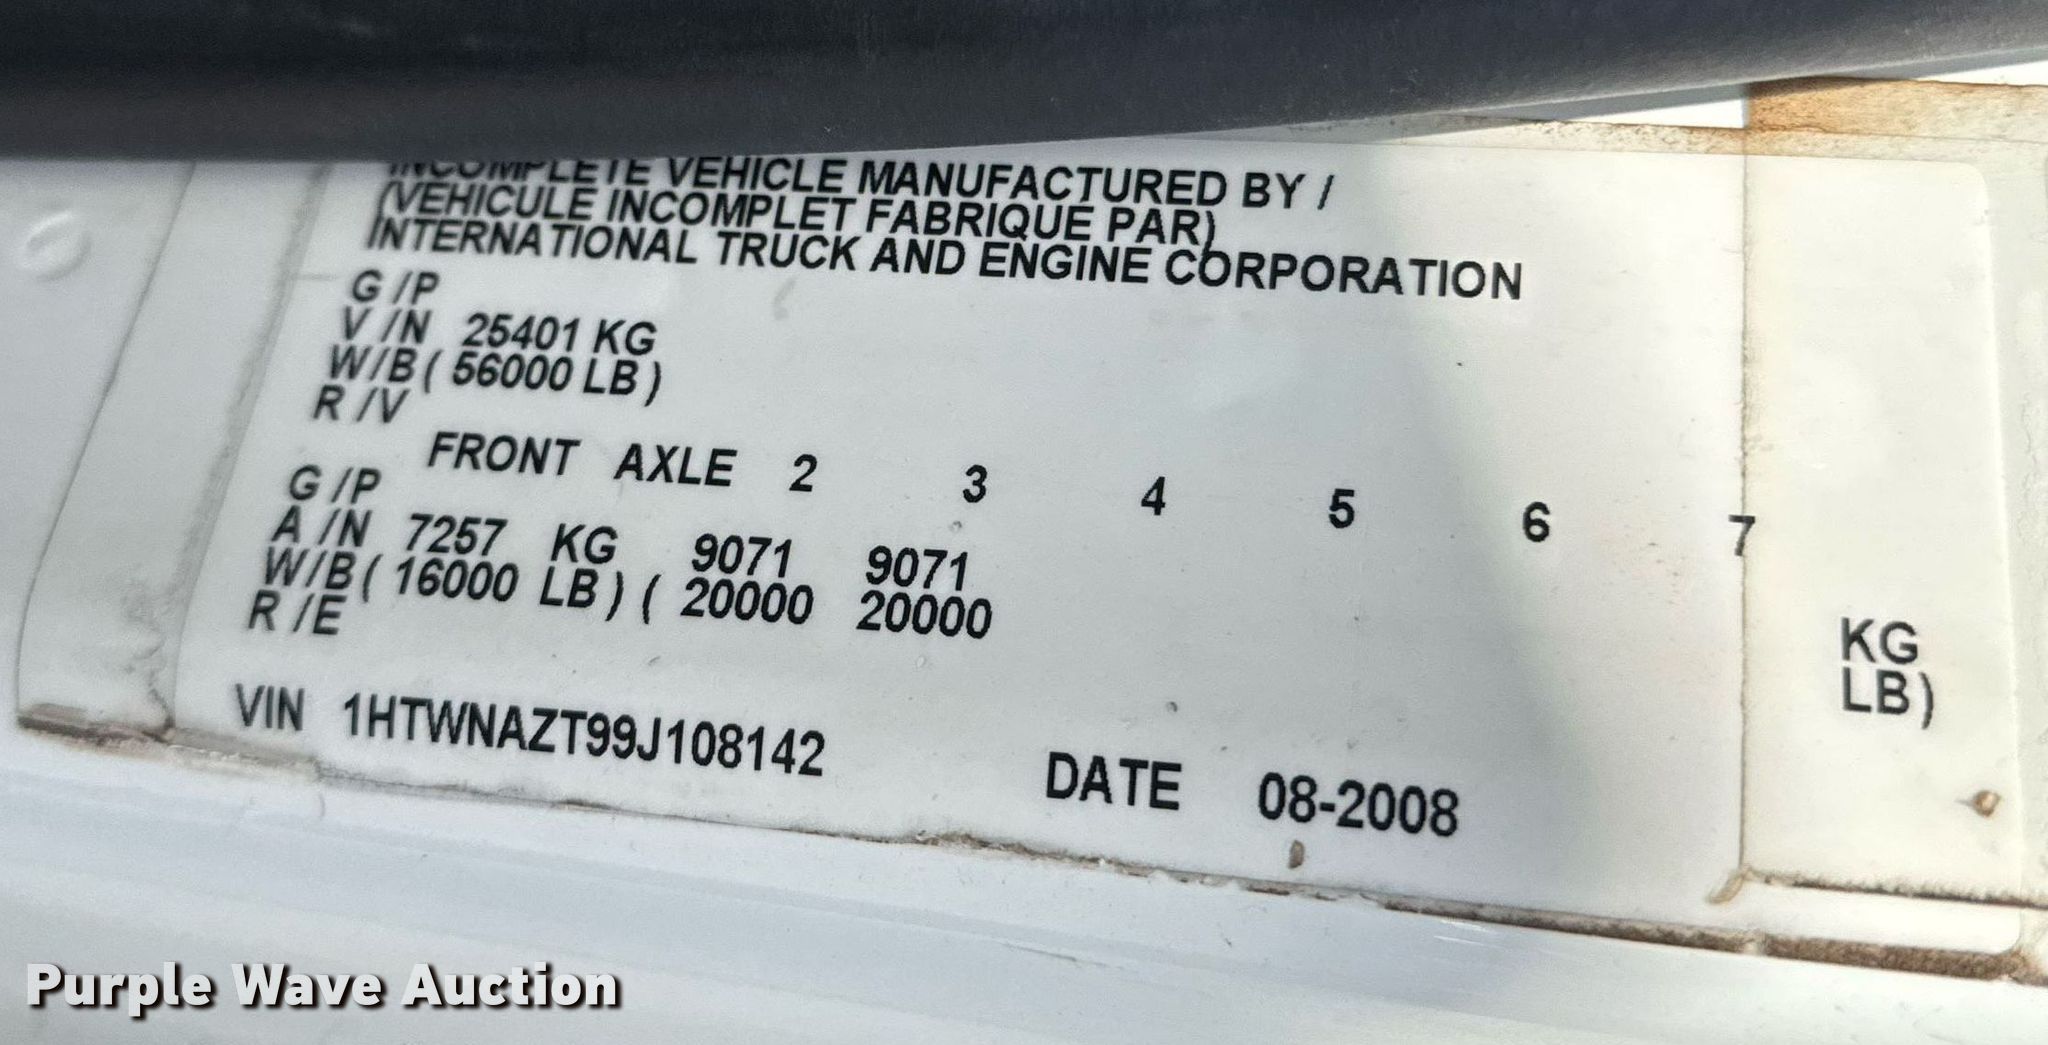 INCOMPLETE VEHICLE MANUFACTURED BY /
(VEHICULE INCOMPLET FABRIQUÉ PAR)
INTERNATIONAL TRUCK AND ENGINE CORPORATION
G /P
V /N 25401 KG
W/B ( 56000 LB )
R /V
FRONT AXLE 2 3 4 5 6 7
G /P
A /N 7257 KG 9071 9071 KG
W/B ( 16000 LB ) ( 20000 20000 LB )
R /E
VIN 1HTWNAZT99J108142 DATE 08-2008
Purple Wave Auction